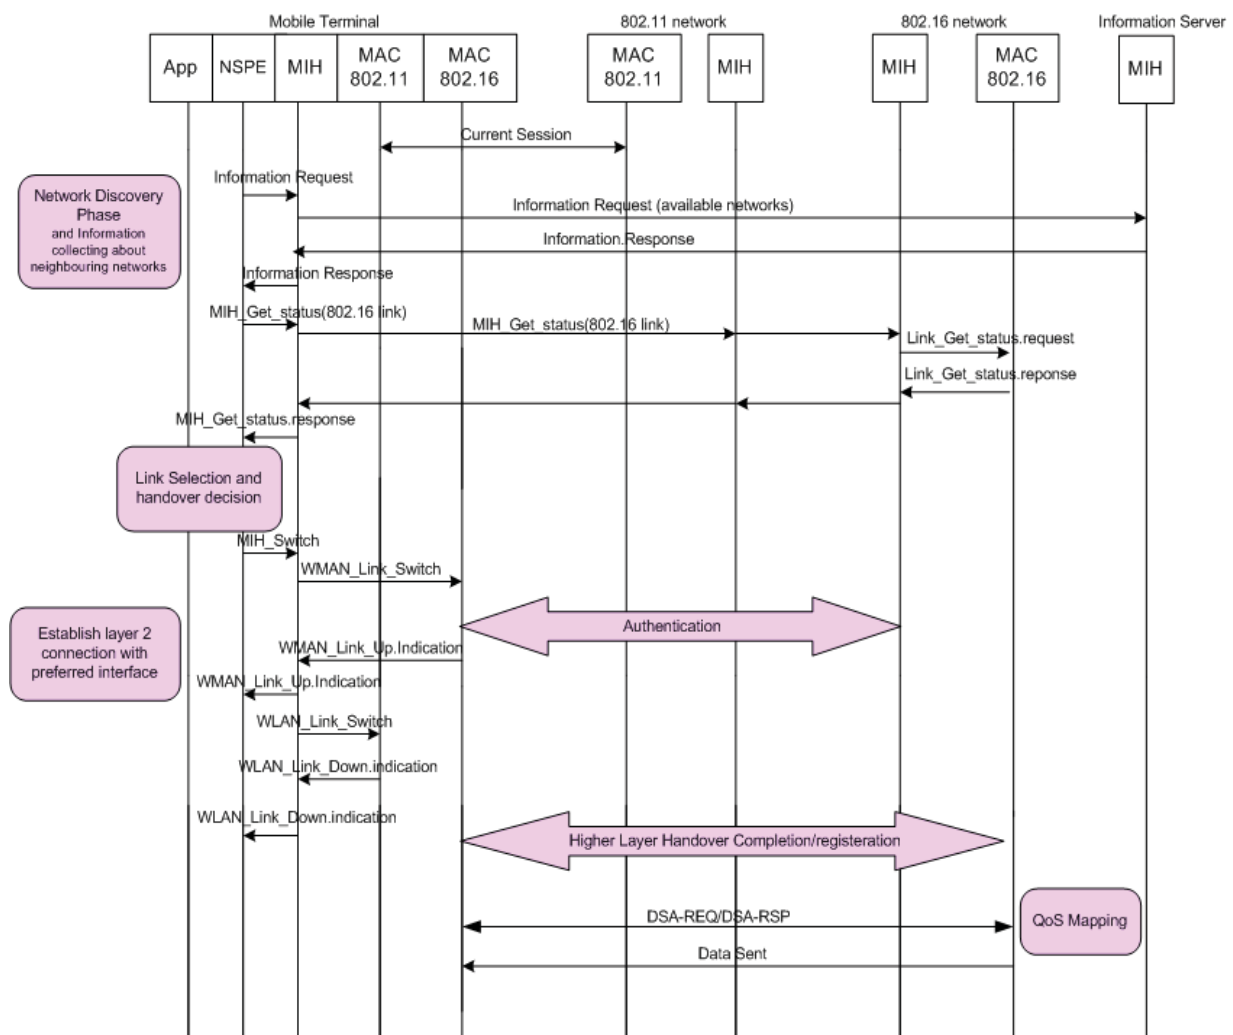 Mobile Terminal
802.11 network
802.16 network
Information Server
App
NSPE
MIH
MAC
802.11
MAC
802.16
MAC
802.11
MIH
MIH
MAC
802.16
MIH
Current Session
Information Request
Network Discovery
Phase
and Information
collecting about
neighbouring networks
Information Request (available networks)
Information.Response
Information Response
MIH_Get_status(802.16 link)
MIH_Get_status(802.16 link)
Link_Get_status.request
Link_Get_status.reponse
MIH_Get_status.response
Link Selection and
handover decision
MIH_Switch
WMAN_Link_Switch
Establish layer 2
connection with
preferred interface
Authentication
WMAN_Link_Up.Indication
WMAN_Link_Up.Indication
WLAN_Link_Switch
WLAN_Link_Down.indication
WLAN_Link_Down.indication
Higher Layer Handover Completion/registeration
DSA-REQ/DSA-RSP
QoS Mapping
Data Sent